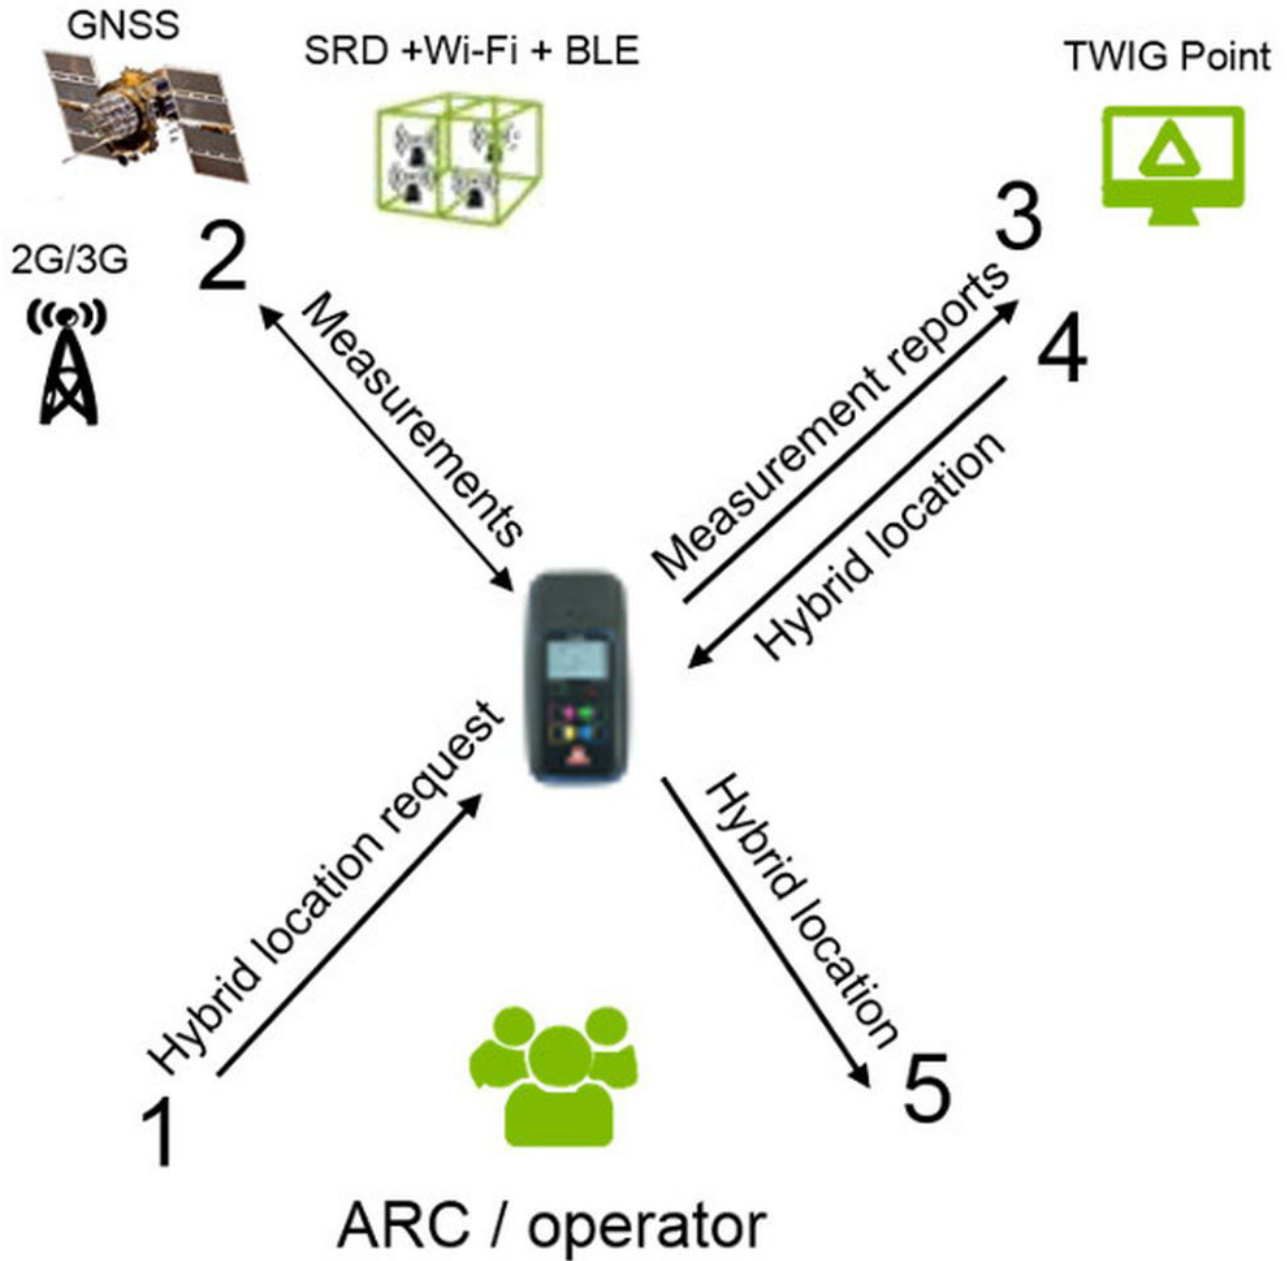 GNSS
SRD +Wi-Fi + BLE
TWIG Point
2G/3G
2
3
4
Measurements
Measurement reports
Hybrid location
Hybrid location request
Hybrid location
1
5
ARC / operator